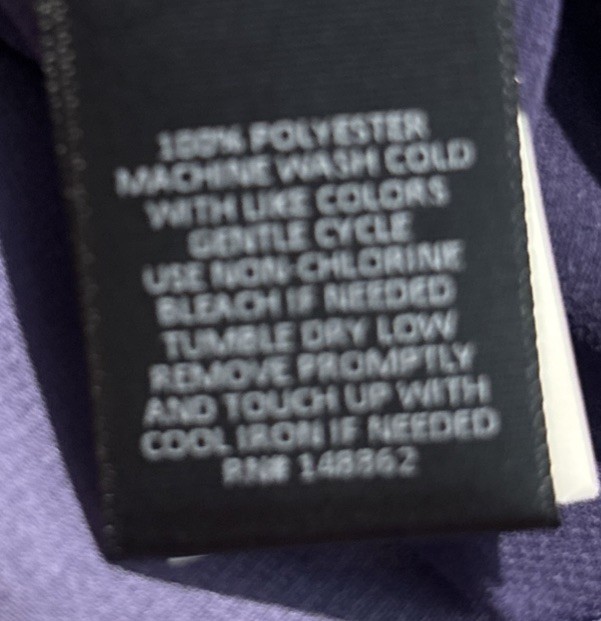 100% POLYESTER
MACHINE WASH COLD
WITH LIKE COLORS
GENTLE CYCLE
USE NON-CHLORINE
BLEACH IF NEEDED
TUMBLE DRY LOW
REMOVE PROMPTLY
AND TOUCH UP WITH
COOL IRON IF NEEDED
RN# 148862